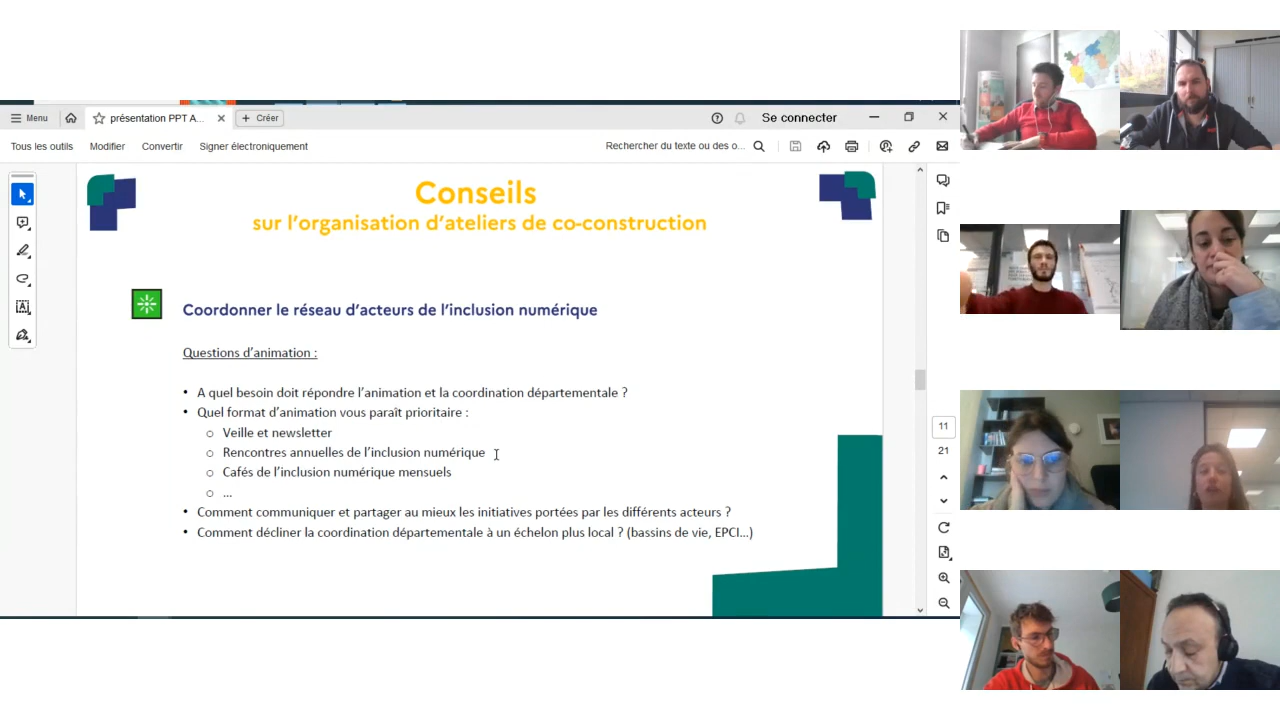 Menu
présentation PPT A...
Créer
Se connecter
Tous les outils
Modifier
Convertir
Signer électroniquement
Rechercher du texte ou des o...
Conseils
sur l'organisation d'ateliers de co-construction
Coordonner le réseau d'acteurs de l'inclusion numérique
Questions d'animation :
• A quel besoin doit répondre l'animation et la coordination départementale ?
• Quel format d'animation vous paraît prioritaire :
o Veille et newsletter
o Rencontres annuelles de l'inclusion numérique
o Cafés de l'inclusion numérique mensuels
o ...
• Comment communiquer et partager au mieux les initiatives portées par les différents acteurs ?
• Comment décliner la coordination départementale à un échelon plus local ? (bassins de vie, EPCI...)
11
21